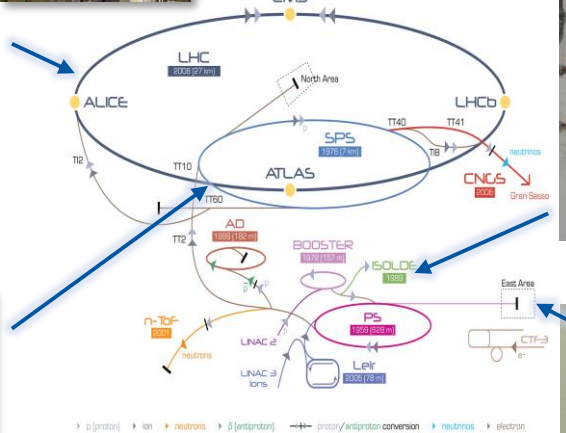 CMS
LHC
2008 (27 km)
North Area
ALICE
LHCb
TT40
TT41
SPS
1976 (7 km)
TI8
TI2
TT10
ATLAS
neutrinos
CNGS
2006
Gran Sasso
TT60
AD
1999 (182 m)
TT2
BOOSTER
1972 (157 m)
ISOLDE
1989
East Area
p
p̄
p
n-ToF
2001
PS
1959 (628 m)
CTF3
e-
neutrons
LINAC 2
p
LINAC 3
Ions
Leir
2005 (78 m)
p (proton) ion neutrons p̄ (antiproton) proton/antiproton conversion neutrinos electron